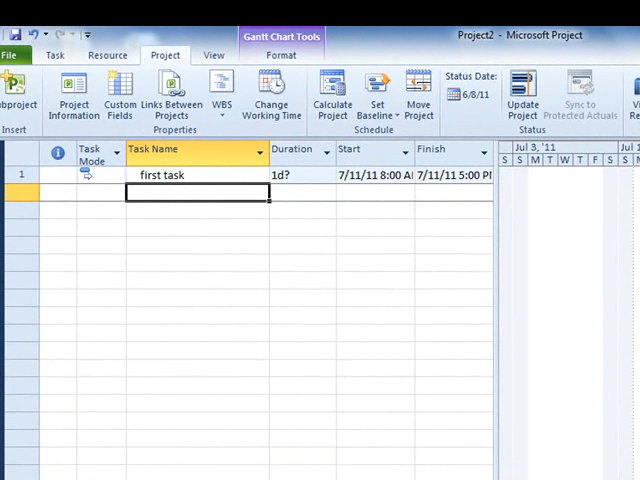 Gantt Chart Tools
Project2 - Microsoft Project
File Task Resource Project View Format
Subproject
Project Information
Custom Fields
Links Between Projects
WBS
Change Working Time
Calculate Project
Set Baseline
Move Project
Status Date:
6/8/11
Update Project
Sync to Protected Actuals
Insert Properties Schedule Status
Task Mode Task Name Duration Start Finish
Jul 3, '11
S S M T W T F S S
1 first task 1d? 7/11/11 8:00 AM 7/11/11 5:00 PM